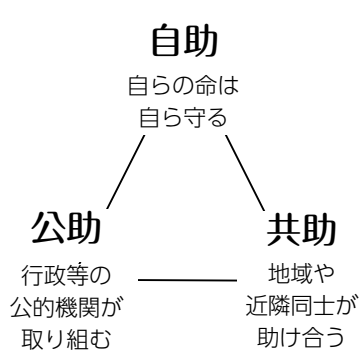 自助
自らの命は
自ら守る
公助
行政等の
公的機関が
取り組む
共助
地域や
近隣同士が
助け合う